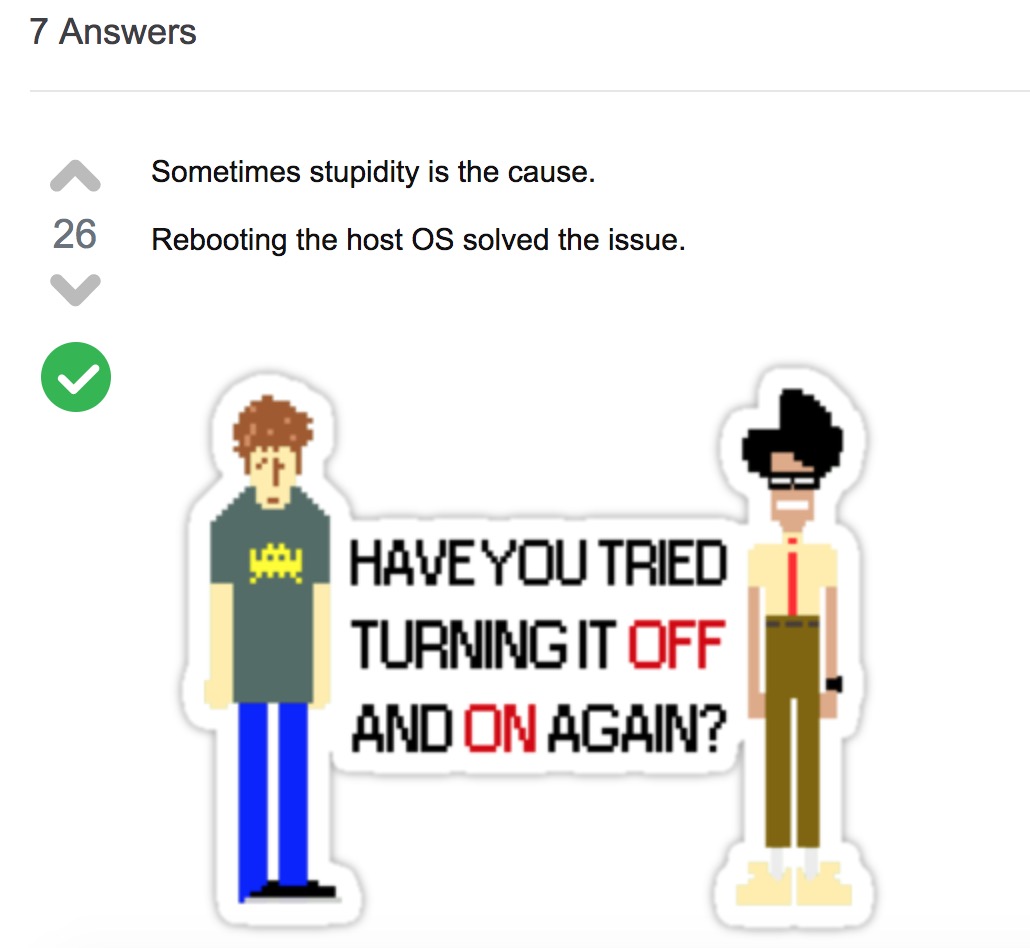 7 Answers
Sometimes stupidity is the cause.
26
Rebooting the host OS solved the issue.
HAVE YOU TRIED
TURNING IT OFF
AND ON AGAIN?